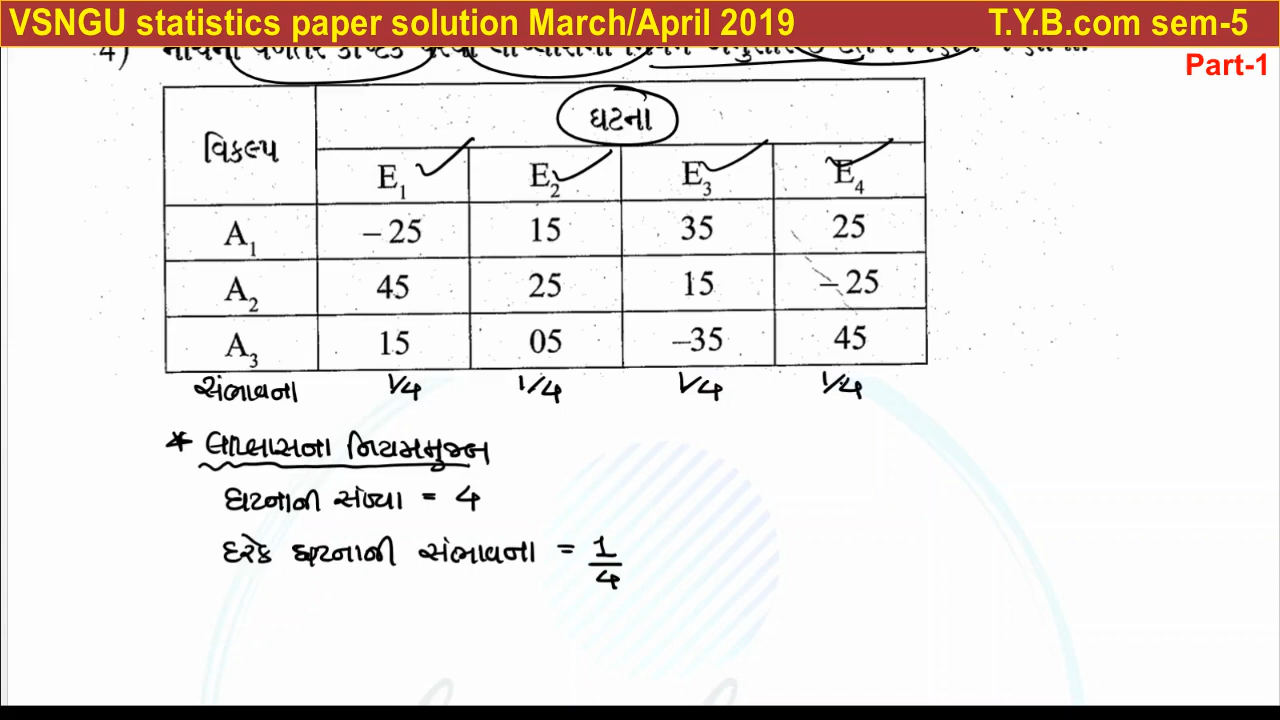 VSNGU statistics paper solution March/April 2019 T.Y.B.com sem-5
Part-1
4)
વિકલ્પ ઘટના
E1 E2 E3 E4
A1 –25 15 35 25
A2 45 25 15 –25
A3 15 05 –35 45
સંભાવના 1/4 1/4 1/4 1/4
* લાપ્લાસના નિયમમુજબ
ઘટનાની સંખ્યા = 4
દરેક ઘટનાની સંભાવના = 1/4